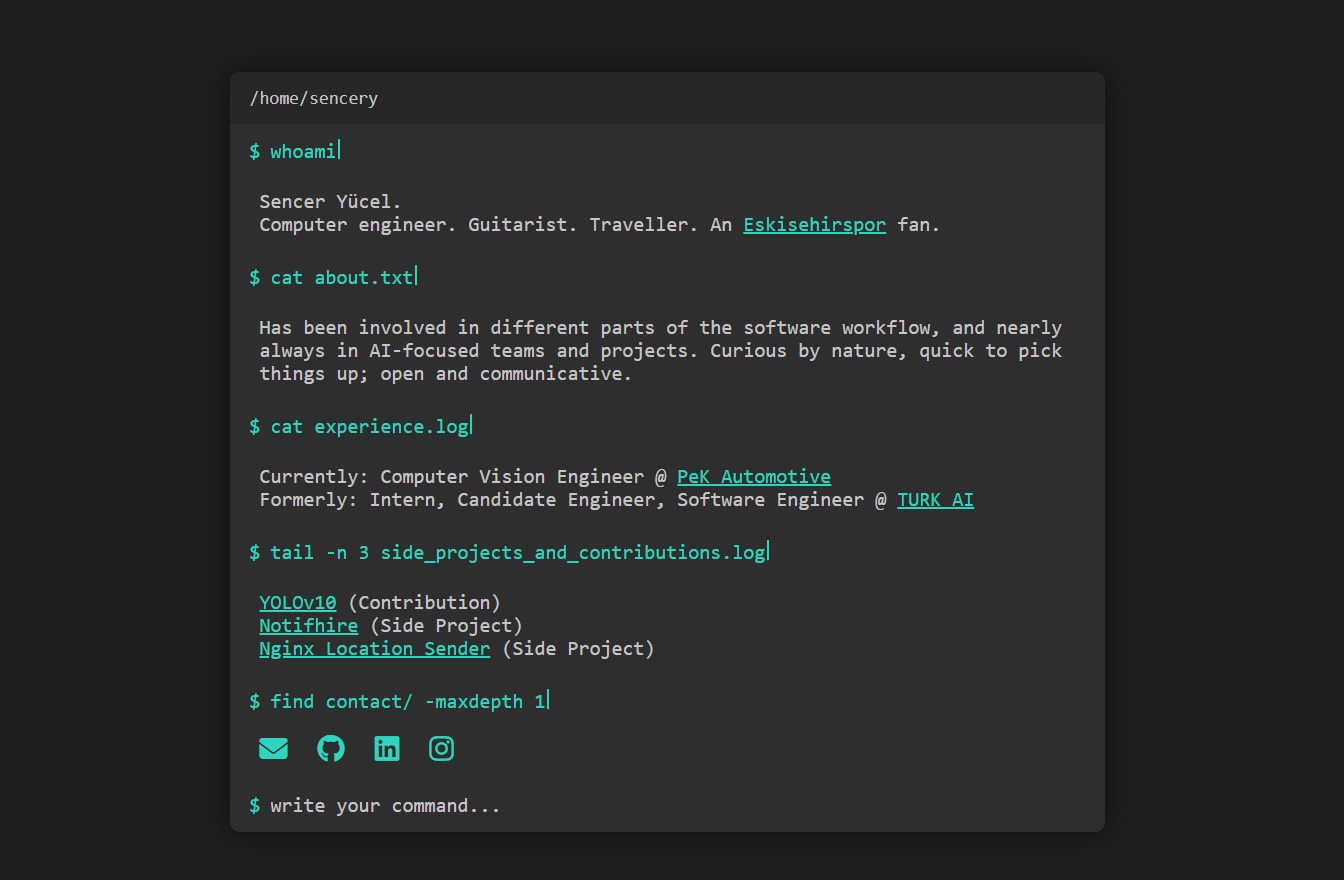 /home/sencery
$ whoami
Sencer Yücel.
Computer engineer. Guitarist. Traveller. An Eskisehirspor fan.
$ cat about.txt
Has been involved in different parts of the software workflow, and nearly
always in AI-focused teams and projects. Curious by nature, quick to pick
things up; open and communicative.
$ cat experience.log
Currently: Computer Vision Engineer @ PeK Automotive
Formerly: Intern, Candidate Engineer, Software Engineer @ TURK AI
$ tail -n 3 side_projects_and_contributions.log
YOLOv10 (Contribution)
Notifhire (Side Project)
Nginx Location Sender (Side Project)
$ find contact/ -maxdepth 1
$ write your command...